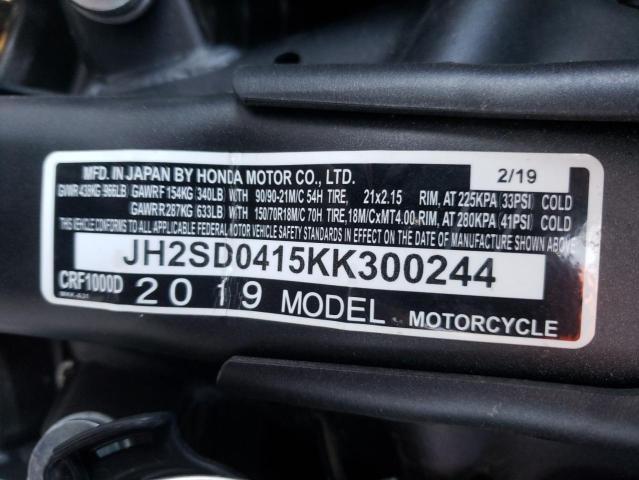 MFD. IN JAPAN BY HONDA MOTOR CO., LTD. 2/19
GVWR 438KG (966LB) GAWR F 154KG (340LB) WITH 90/90-21M/C 54H TIRE, 21x2.15 RIM, AT 225KPA (33PSI) COLD
GAWR R 287KG (633LB) WITH 150/70R18M/C 70H TIRE, 18M/CxMT4.00 RIM, AT 280KPA (41PSI) COLD
THIS VEHICLE CONFORMS TO ALL APPLICABLE FEDERAL MOTOR VEHICLE SAFETY STANDARDS IN EFFECT ON THE DATE OF MANUFACTURE SHOWN ABOVE.
JH2SD0415KK300244
CRF1000D 2019 MODEL MOTORCYCLE